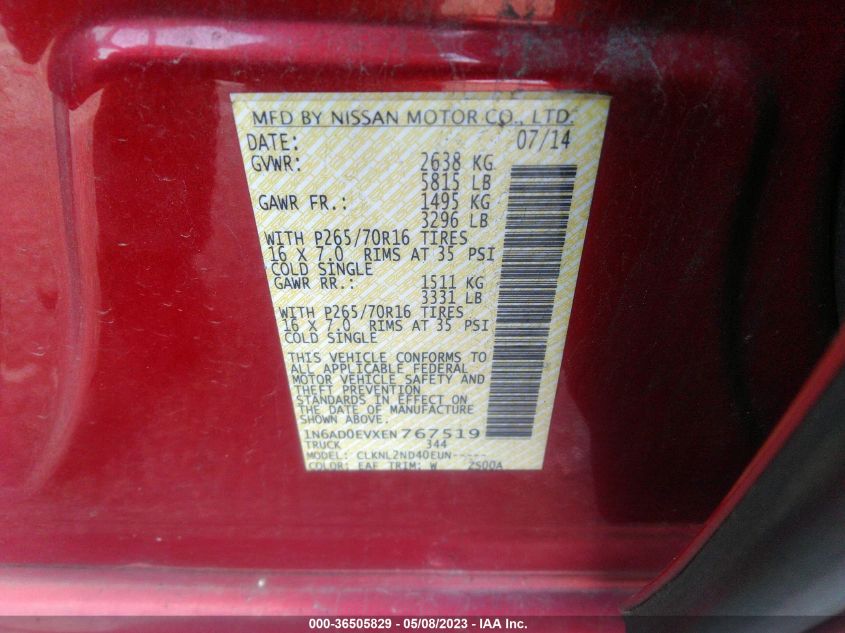 MFD BY NISSAN MOTOR CO., LTD.
DATE: 07/14
GVWR: 2638 KG
5815 LB
GAWR FR.: 1495 KG
3296 LB
WITH P265/70R16 TIRES
16 X 7.0 RIMS AT 35 PSI
COLD SINGLE
GAWR RR.: 1511 KG
3331 LB
WITH P265/70R16 TIRES
16 X 7.0 RIMS AT 35 PSI
COLD SINGLE
THIS VEHICLE CONFORMS TO
ALL APPLICABLE FEDERAL
MOTOR VEHICLE SAFETY AND
THEFT PREVENTION
STANDARDS IN EFFECT ON
THE DATE OF MANUFACTURE
SHOWN ABOVE.
1N6AD0EVXEN767519
TRUCK 344
MODEL: CLKNL2ND40EUN-----
COLOR: EAF TRIM: W 2S00A
000-36505829 - 05/08/2023 - IAA Inc.